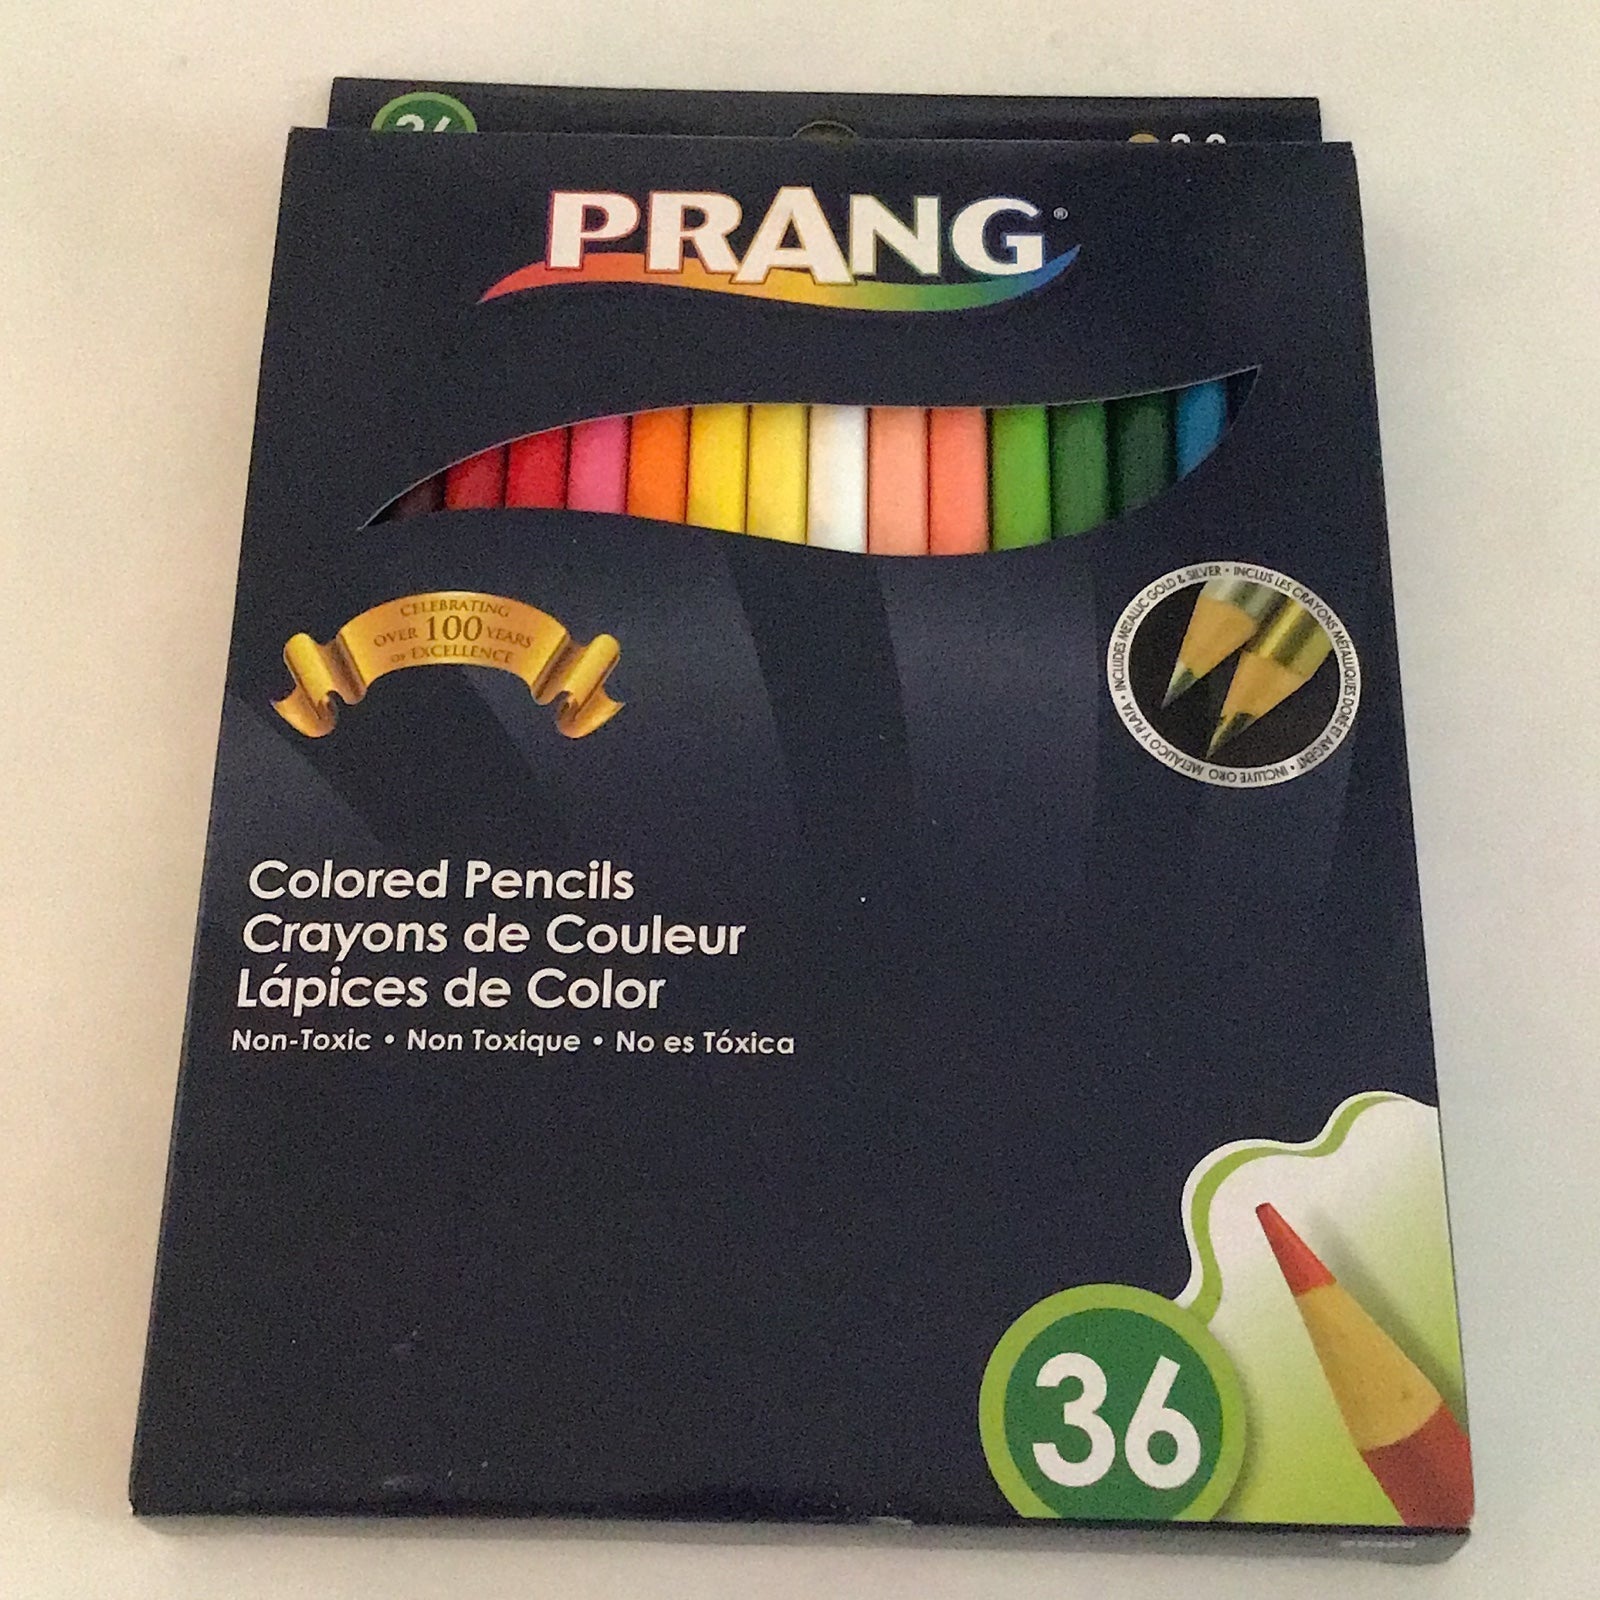 PRANG®
CELEBRATING
OVER 100 YEARS
OF EXCELLENCE
INCLUDES METALLIC GOLD & SILVER • INCLUS LES CRAYONS MÉTALLIQUES DORÉ ET ARGENT • INCLUYE ORO METÁLICO Y PLATA •
Colored Pencils
Crayons de Couleur
Lápices de Color
Non-Toxic • Non Toxique • No es Tóxica
36